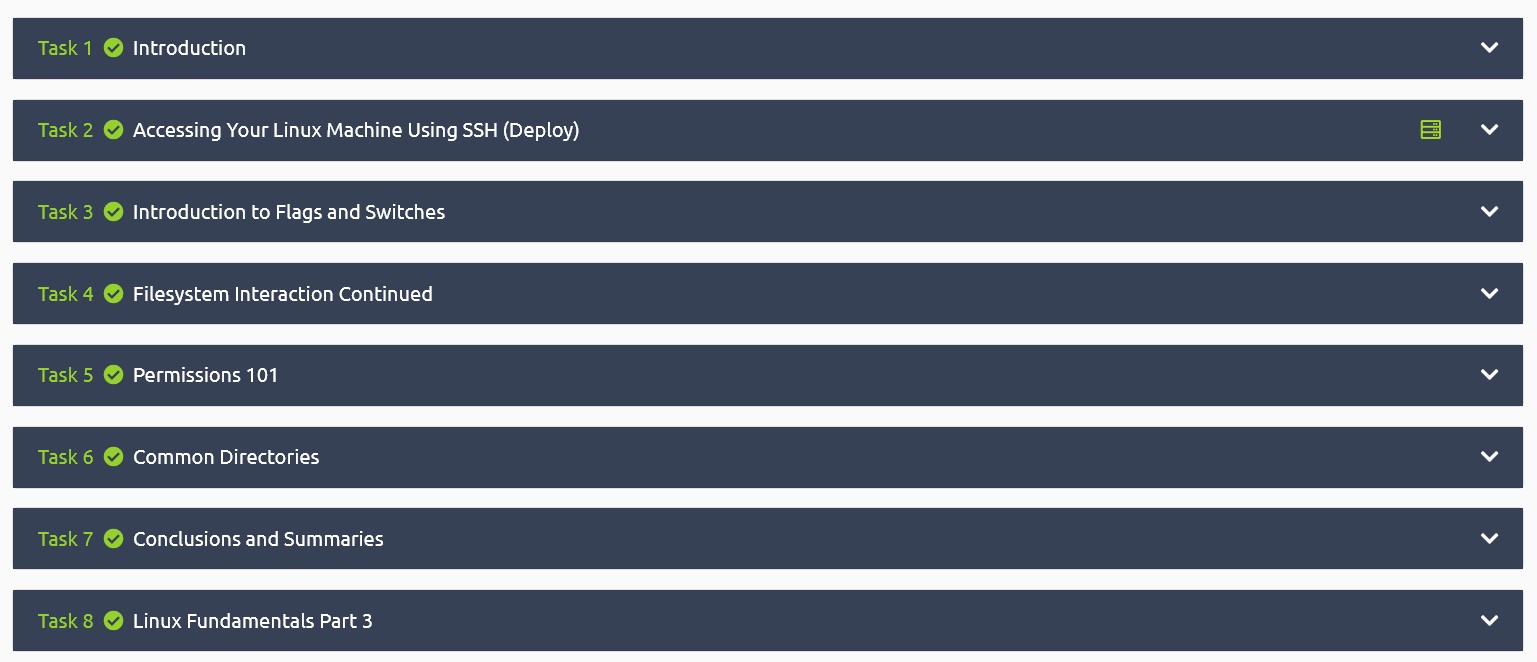 Task 1 Introduction
Task 2 Accessing Your Linux Machine Using SSH (Deploy)
Task 3 Introduction to Flags and Switches
Task 4 Filesystem Interaction Continued
Task 5 Permissions 101
Task 6 Common Directories
Task 7 Conclusions and Summaries
Task 8 Linux Fundamentals Part 3